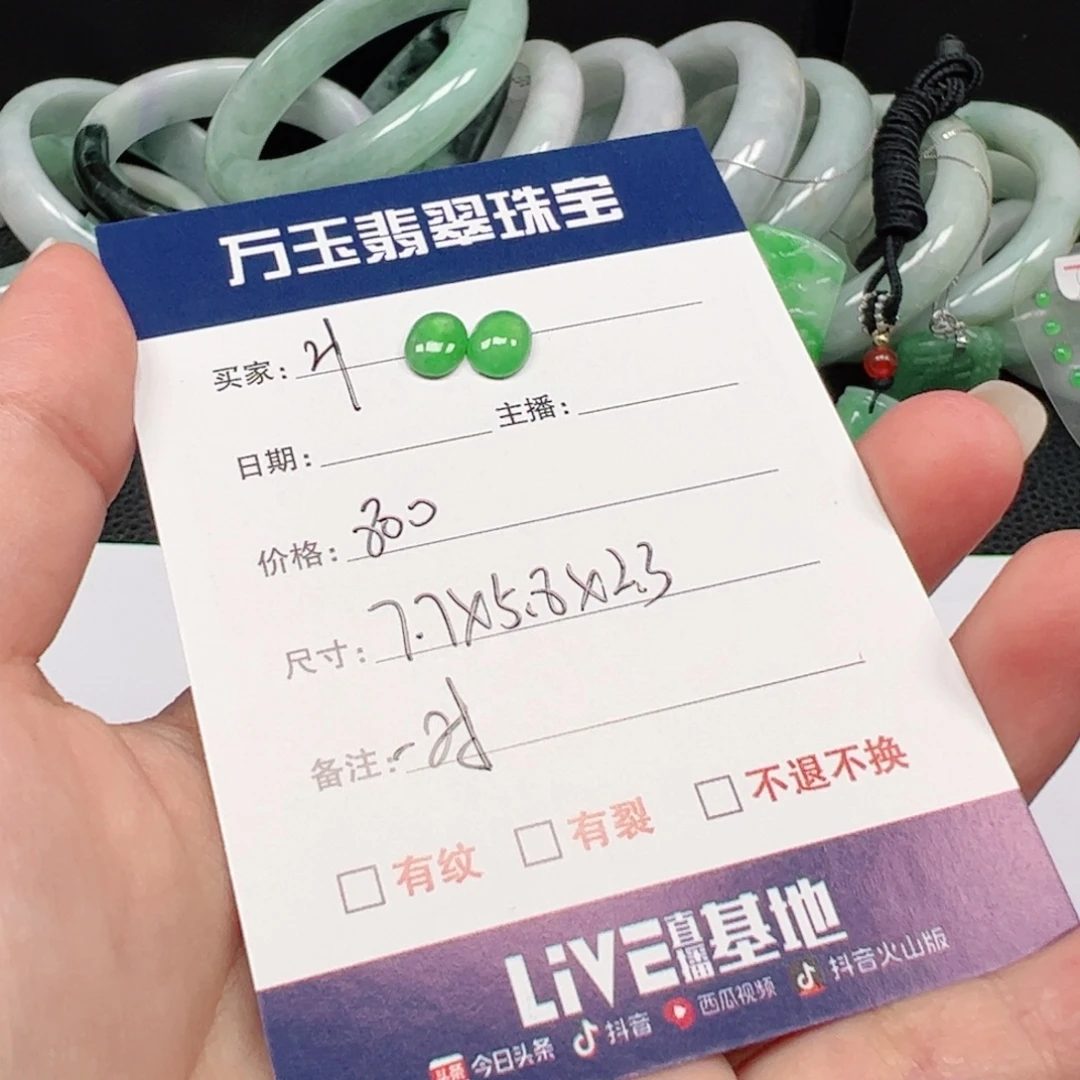 万玉翡翠珠宝
买家:
日期: 主播:
价格: 800
尺寸: 7.7X5.8X2.3
备注:
有纹 有裂 不退不换
LiVE直播基地
头条 今日头条 抖音 西瓜视频 抖音火山版